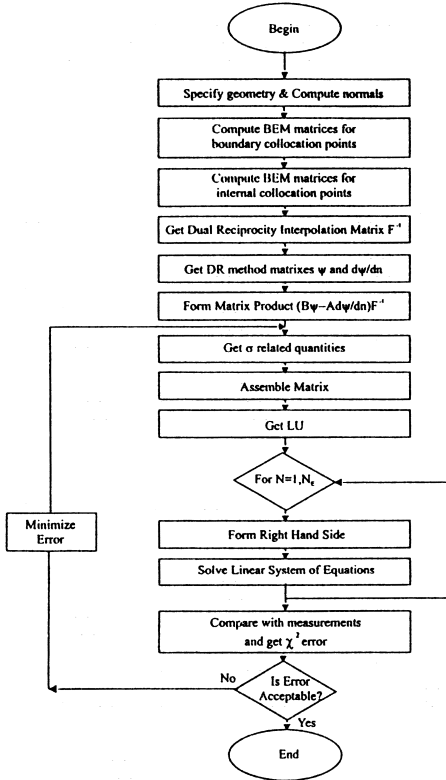 Begin
Specify geometry & Compute normals
Compute BEM matrices for
boundary collocation points
Compute BEM matrices for
internal collocation points
Get Dual Reciprocity Interpolation Matrix F⁻¹
Get DR method matrixes ψ and dψ/dn
Form Matrix Product (Bψ−Adψ/dn)F⁻¹
Get σ related quantities
Assemble Matrix
Get LU
For N=1,Nε
Minimize
Error
Form Right Hand Side
Solve Linear System of Equations
Compare with measurements
and get χ² error
No
Is Error
Acceptable?
Yes
End